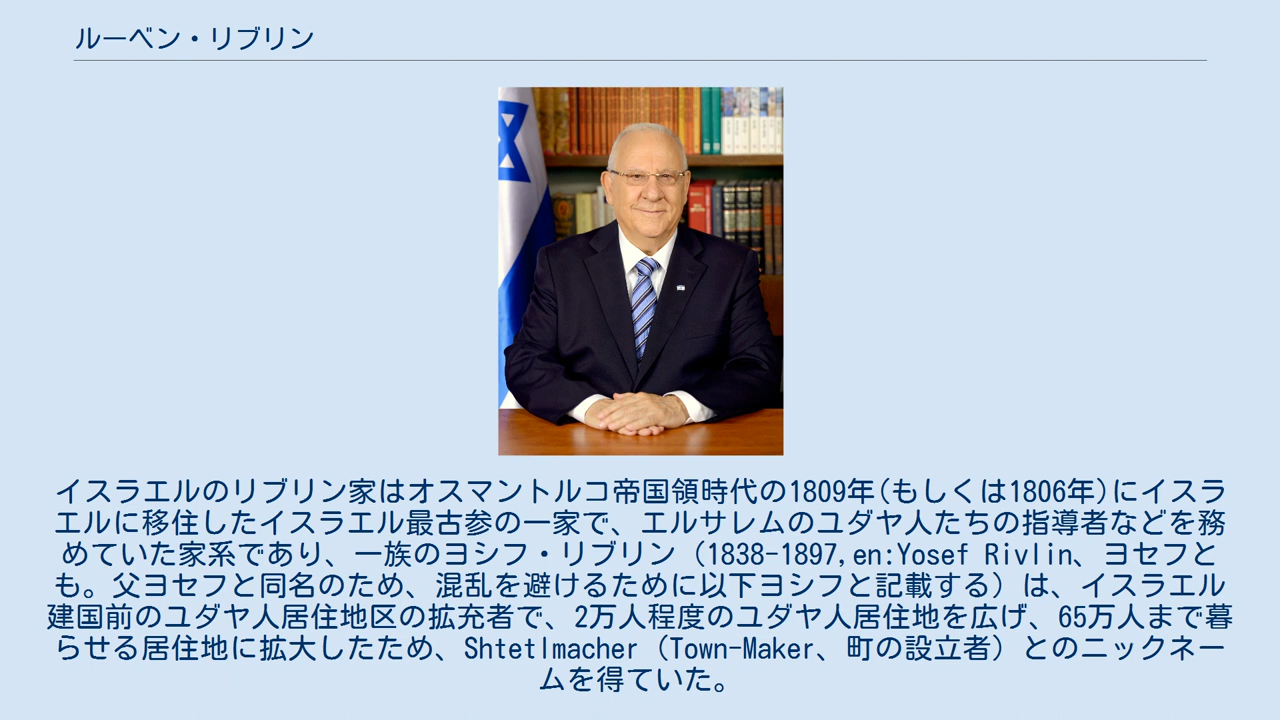 ルーベン・リブリン
イスラエルのリブリン家はオスマントルコ帝国領時代の1809年(もしくは1806年)にイスラ
エルに移住したイスラエル最古参の一家で、エルサレムのユダヤ人たちの指導者などを務
めていた家系であり、一族のヨシフ・リブリン（1838-1897,en:Yosef Rivlin、ヨセフと
も。父ヨセフと同名のため、混乱を避けるために以下ヨシフと記載する）は、イスラエル
建国前のユダヤ人居住地区の拡充者で、2万人程度のユダヤ人居住地を広げ、65万人まで暮
らせる居住地に拡大したため、Shtetlmacher（Town-Maker、町の設立者）とのニックネー
ムを得ていた。